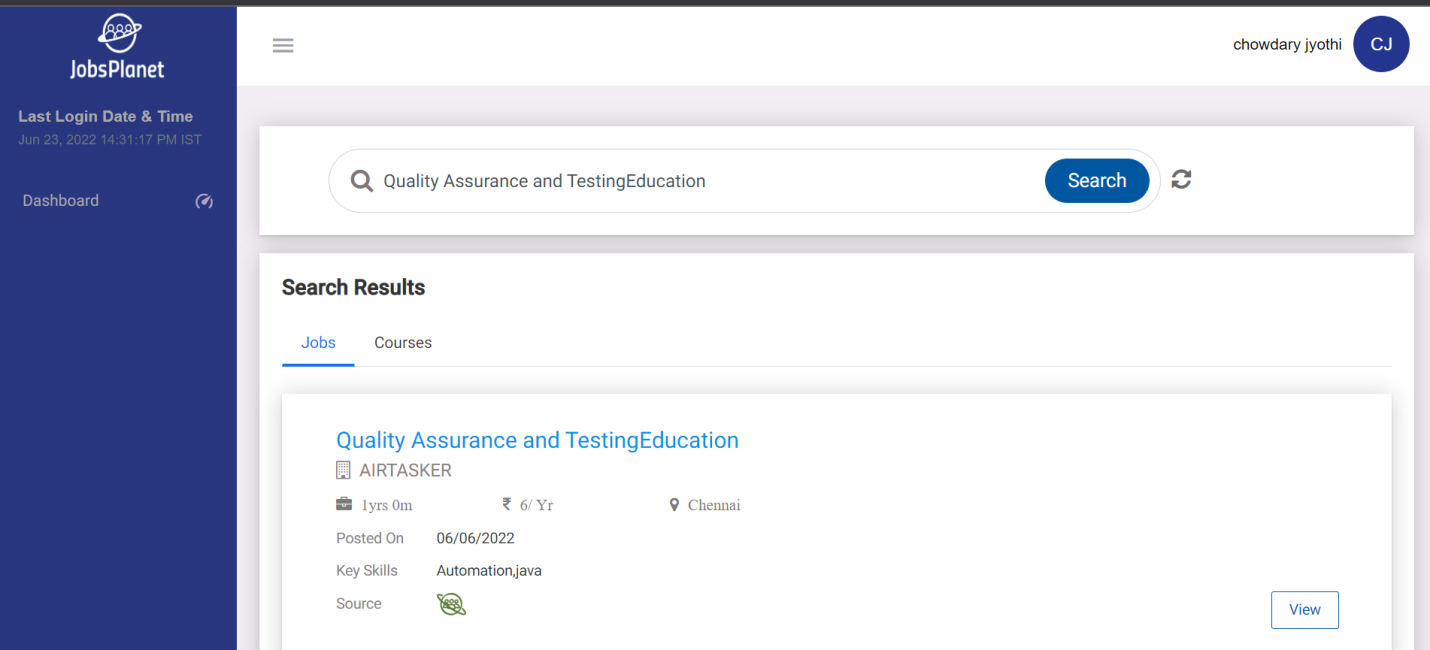 JobsPlanet
Last Login Date & Time
Jun 23, 2022 14:31:17 PM IST
Dashboard
chowdary jyothi CJ
Quality Assurance and TestingEducation Search
Search Results
Jobs Courses
Quality Assurance and TestingEducation
AIRTASKER
1yrs 0m ₹ 6/ Yr Chennai
Posted On 06/06/2022
Key Skills Automation,java
Source
View